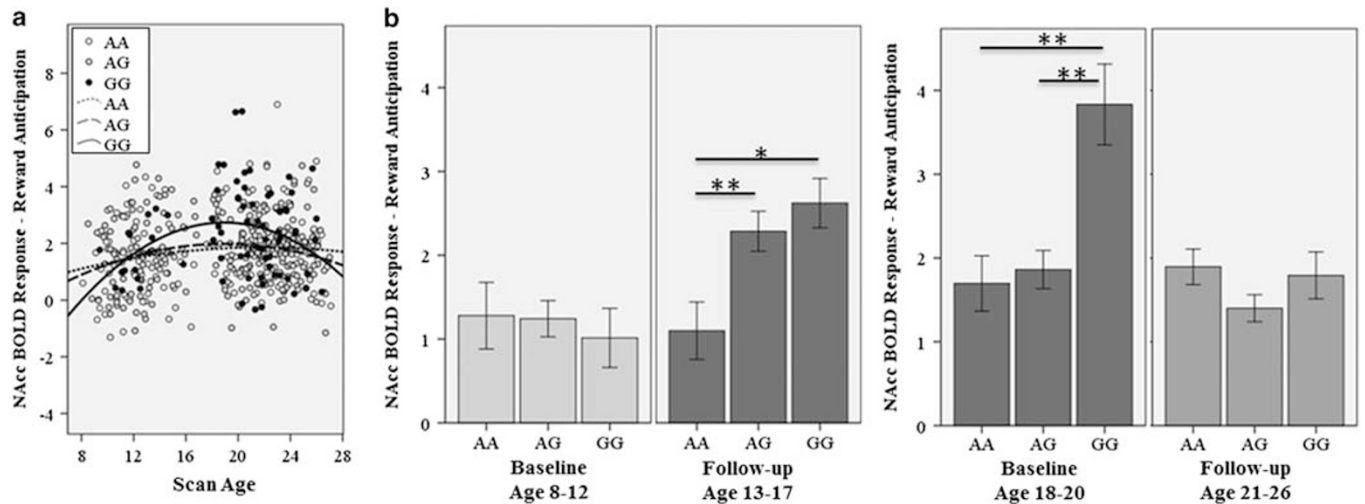 a
NAcc BOLD Response - Reward Anticipation
8
6
4
2
0
-2
-4
AA
AG
GG
AA
AG
GG
8 12 16 20 24 28
Scan Age
b
NAcc BOLD Response - Reward Anticipation
4
3
2
1
0
** *
AA AG GG AA AG GG
Baseline Follow-up
Age 8-12 Age 13-17
NAcc BOLD Response - Reward Anticipation
4
3
2
1
0
**
**
AA AG GG AA AG GG
Baseline Follow-up
Age 18-20 Age 21-26